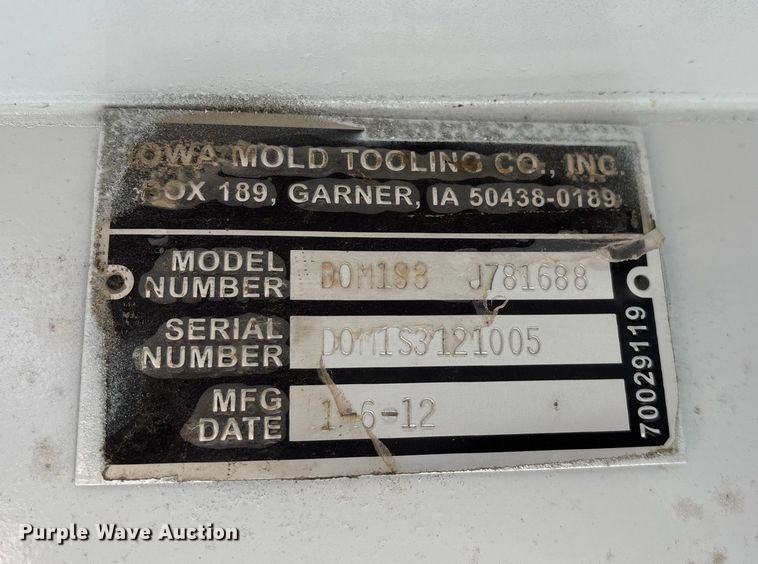 OWA MOLD TOOLING CO., INC.
BOX 189, GARNER, IA 50438-0189
MODEL NUMBER DOM1S3 J781688
SERIAL NUMBER DOM1S3121005
MFG DATE 1-6-12
70029119
Purple Wave Auction